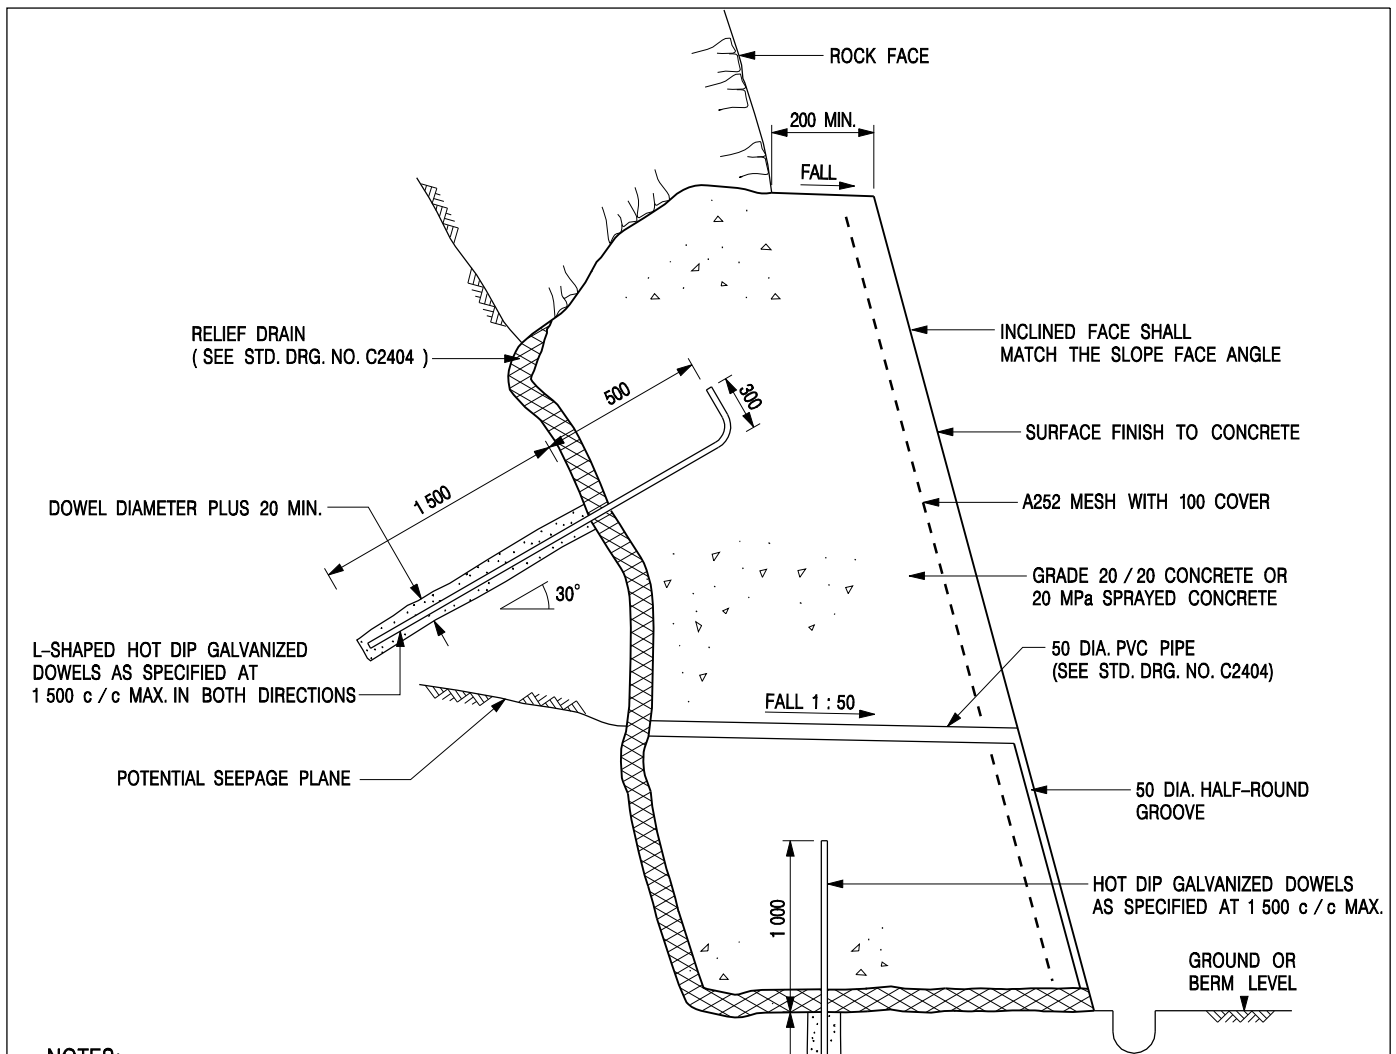 ROCK FACE
200 MIN.
FALL
RELIEF DRAIN
( SEE STD. DRG. NO. C2404 )
INCLINED FACE SHALL
MATCH THE SLOPE FACE ANGLE
500
300
SURFACE FINISH TO CONCRETE
1 500
DOWEL DIAMETER PLUS 20 MIN.
A252 MESH WITH 100 COVER
30°
GRADE 20 / 20 CONCRETE OR
20 MPa SPRAYED CONCRETE
L-SHAPED HOT DIP GALVANIZED
DOWELS AS SPECIFIED AT
1 500 c / c MAX. IN BOTH DIRECTIONS
50 DIA. PVC PIPE
(SEE STD. DRG. NO. C2404)
FALL 1 : 50
POTENTIAL SEEPAGE PLANE
50 DIA. HALF-ROUND
GROOVE
HOT DIP GALVANIZED DOWELS
AS SPECIFIED AT 1 500 c / c MAX.
1 000
GROUND OR
BERM LEVEL
NOTES: